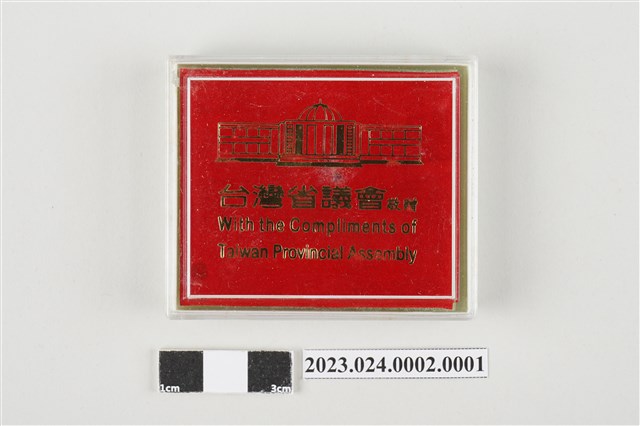 台灣省議會敬贈
With the Compliments of
Taiwan Provincial Assembly
2023.024.0002.0001
1cm 3cm